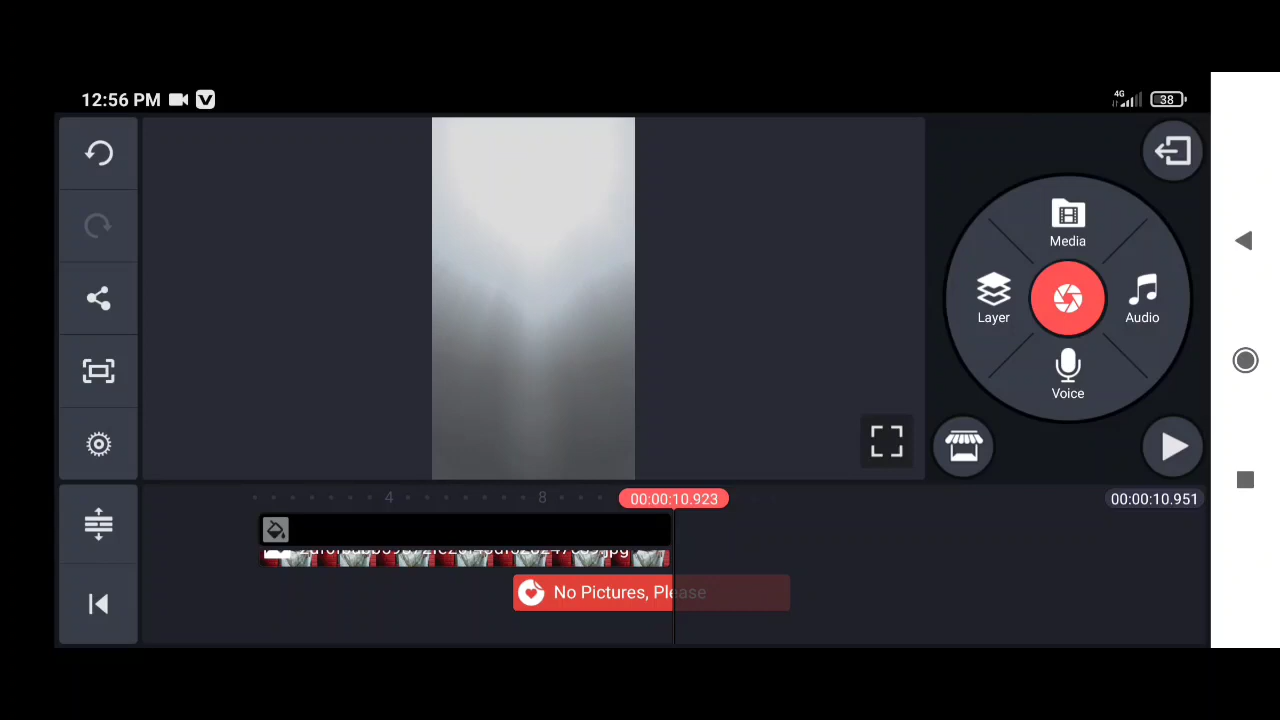 12:56 PM
4G
38
Media
Layer
Audio
Voice
4
8
00:00:10.923
00:00:10.951
No Pictures, Please